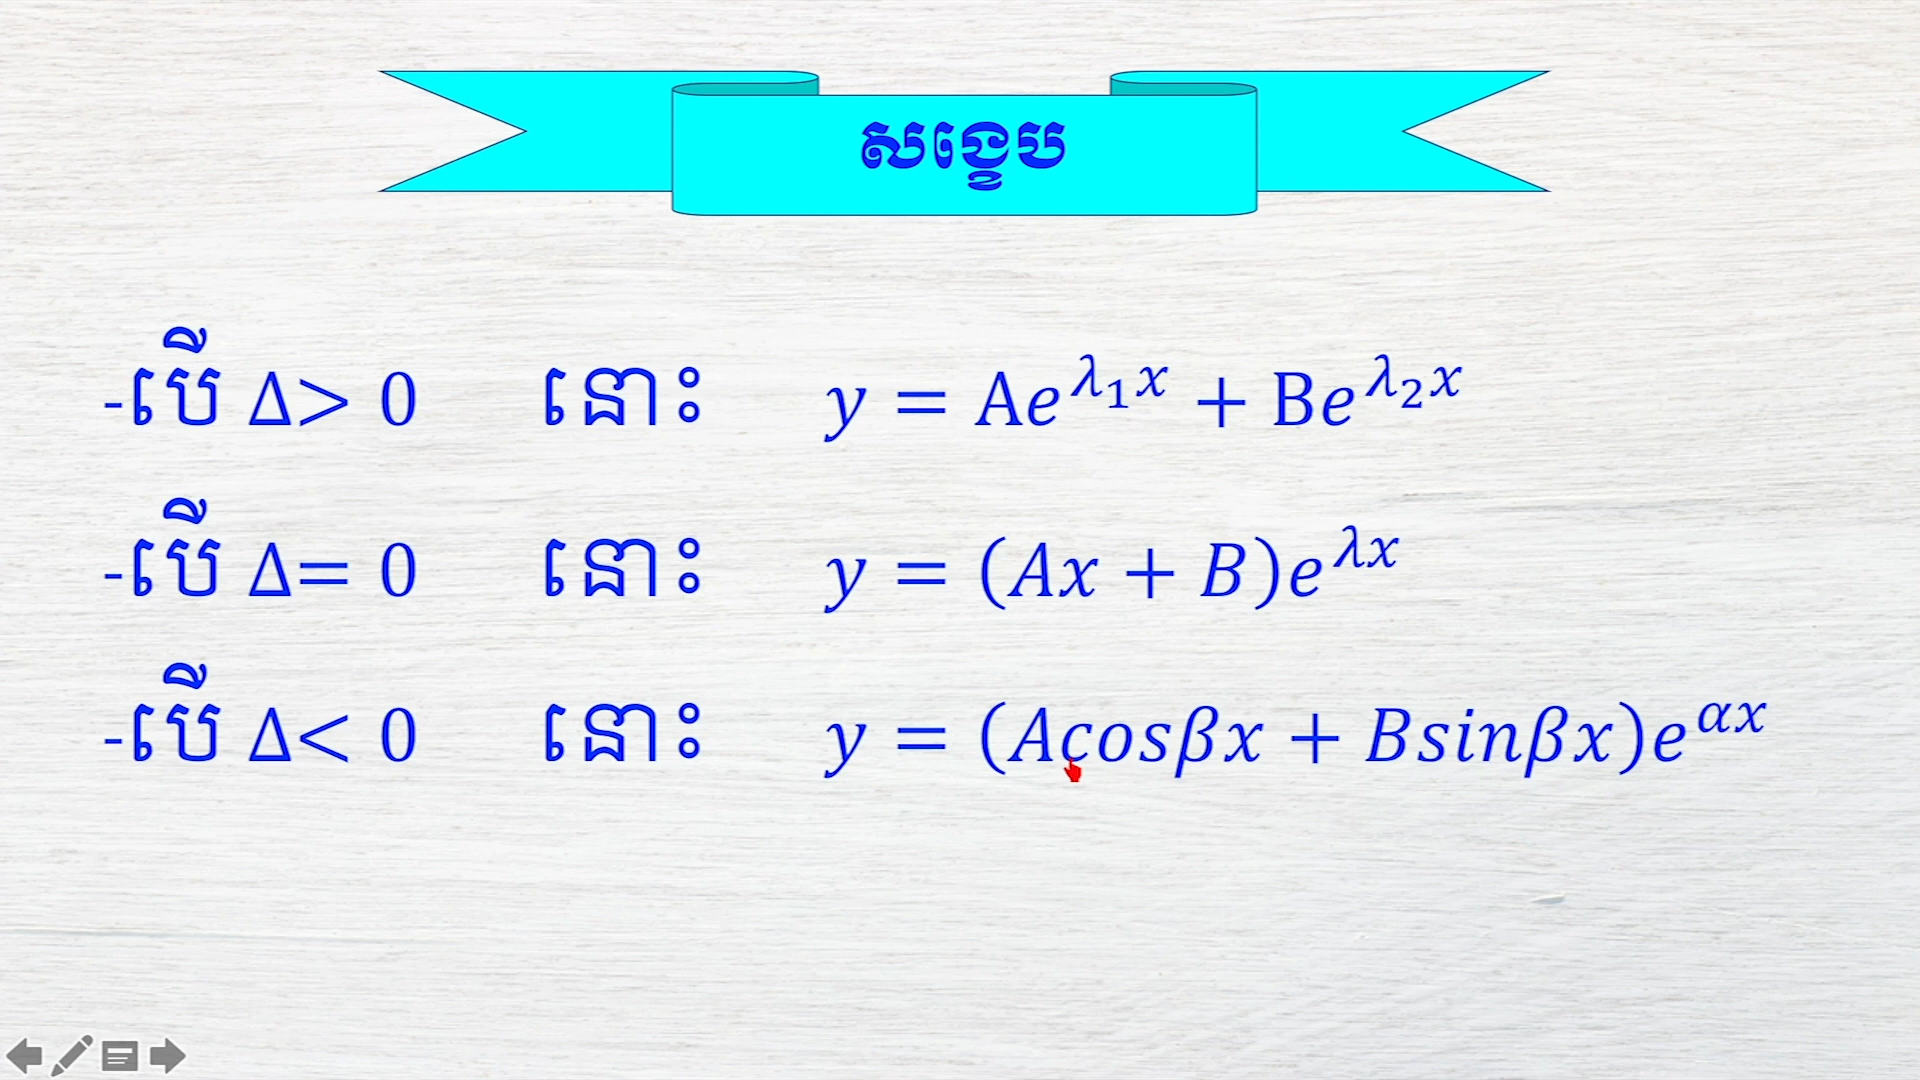 សង្ខេប
-បើ Δ> 0 នោះ y = Ae^{λ₁x} + Be^{λ₂x}
-បើ Δ= 0 នោះ y = (Ax + B)e^{λx}
-បើ Δ< 0 នោះ y = (Acosβx + Bsinβx)e^{αx}